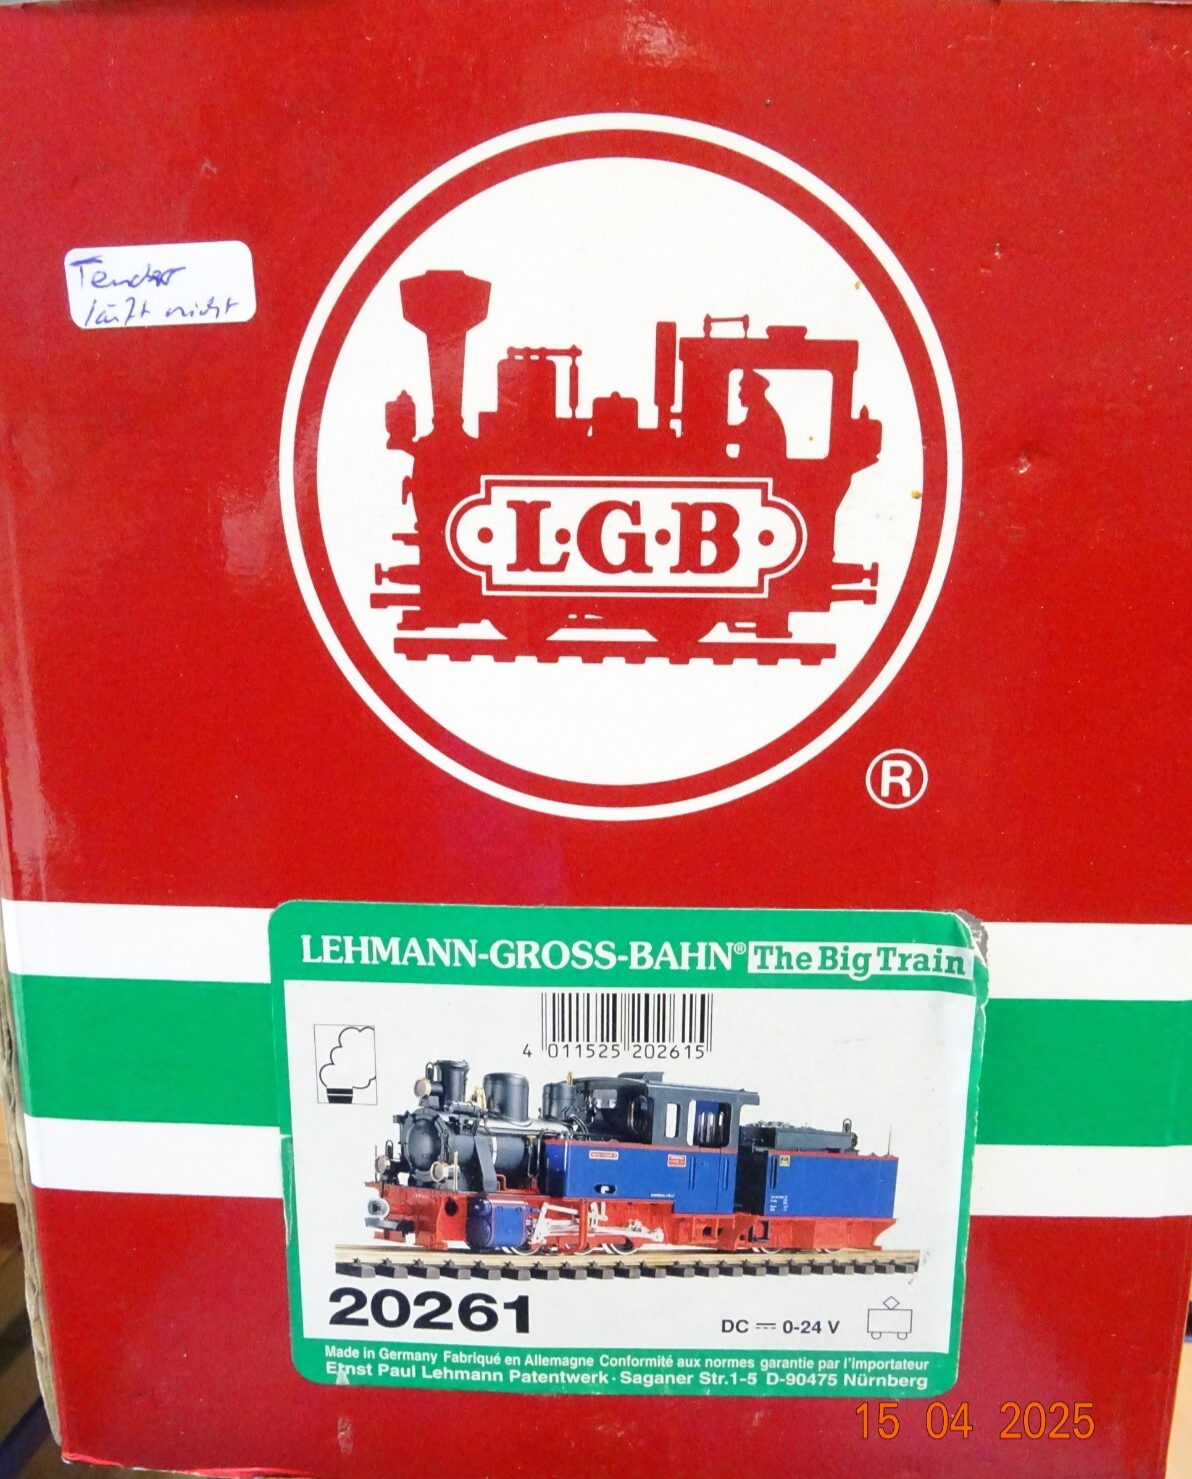 Tender
läuft nicht
L·G·B
®
LEHMANN-GROSS-BAHN® The Big Train
4 011525 202615
20261
DC 0-24 V
Made in Germany Fabriqué en Allemagne Conformité aux normes garantie par l'importateur
Ernst Paul Lehmann Patentwerk · Saganer Str.1-5 D-90475 Nürnberg
15 04 2025